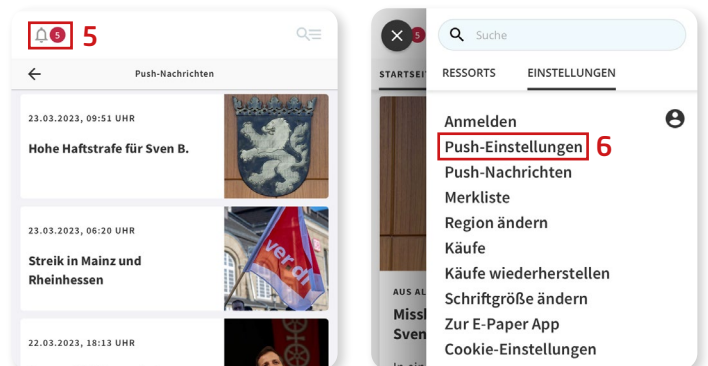 5 5
Push-Nachrichten
23.03.2023, 09:51 UHR
Hohe Haftstrafe für Sven B.
23.03.2023, 06:20 UHR
Streik in Mainz und
Rheinhessen
ver.di
22.03.2023, 18:13 UHR
5
Suche
STARTSEI
RESSORTS EINSTELLUNGEN
Anmelden
Push-Einstellungen 6
Push-Nachrichten
Merkliste
Region ändern
Käufe
Käufe wiederherstellen
Schriftgröße ändern
Zur E-Paper App
Cookie-Einstellungen
AUS AL
Missl
Sven